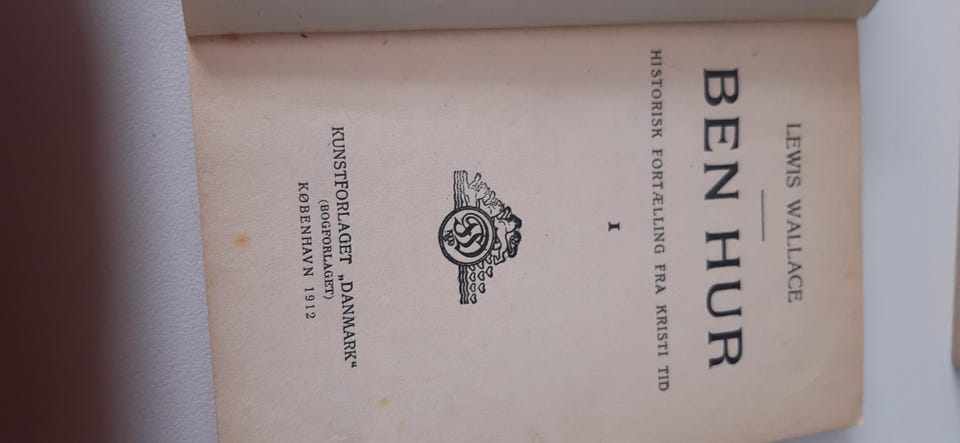 LEWIS WALLACE
BEN HUR
HISTORISK FORTÆLLING FRA KRISTI TID
I
KUNSTFORLAGET „DANMARK“
(BOGFORLAGET)
KØBENHAVN 1912